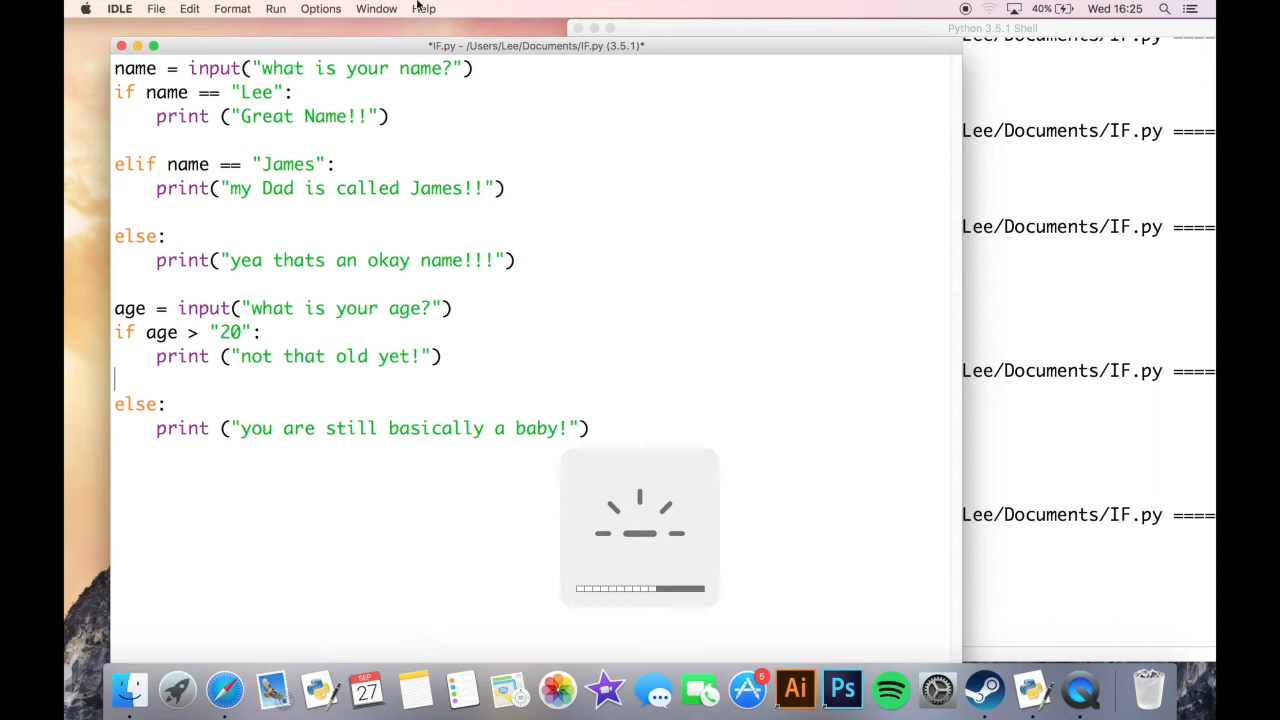 IDLE File Edit Format Run Options Window Help 40% Wed 16:25
Python 3.5.1 Shell
*IF.py - /Users/Lee/Documents/IF.py (3.5.1)*
name = input("what is your name?")
if name == "Lee":
print ("Great Name!!")
elif name == "James":
print("my Dad is called James!!")
else:
print("yea thats an okay name!!!")
age = input("what is your age?")
if age > "20":
print ("not that old yet!")
else:
print ("you are still basically a baby!")
Lee/Documents/IF.py ====
Lee/Documents/IF.py ====
Lee/Documents/IF.py ====
Lee/Documents/IF.py ====
Lee/Documents/IF.py ====
SEP
27
5
Ai
Ps